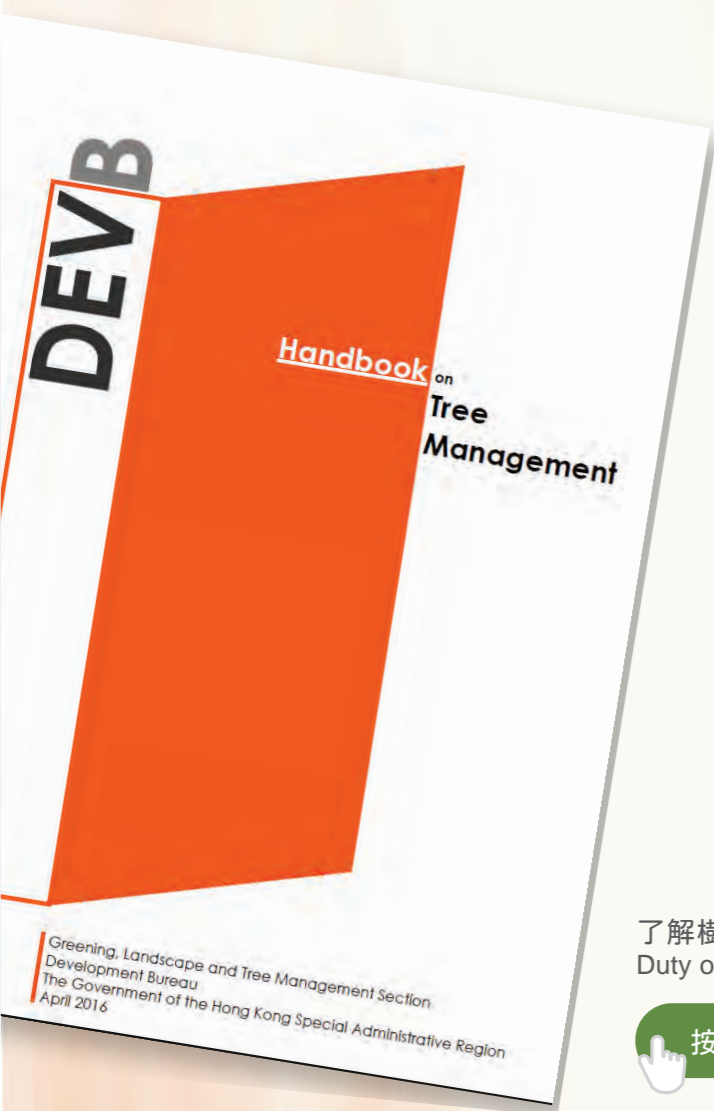 DEVB
Handbook on
Tree
Management
Greening, Landscape and Tree Management Section
Development Bureau
The Government of the Hong Kong Special Administrative Region
April 2016
了解樹
Duty o
按